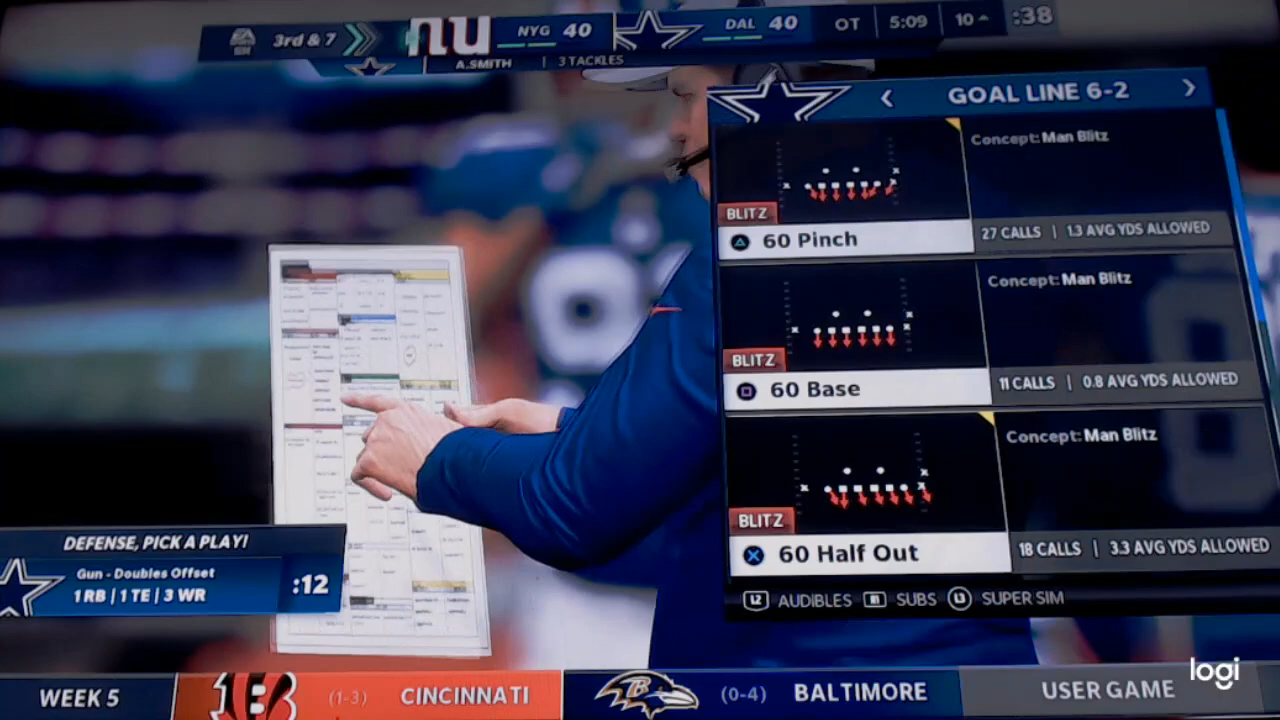 3rd & 7
NYG 40
DAL 40
OT
5:09
10
:38
A.SMITH | 3 TACKLES
GOAL LINE 6-2
Concept: Man Blitz
BLITZ
60 Pinch
27 CALLS | 1.3 AVG YDS ALLOWED
Concept: Man Blitz
BLITZ
60 Base
11 CALLS | 0.8 AVG YDS ALLOWED
Concept: Man Blitz
BLITZ
60 Half Out
18 CALLS | 3.3 AVG YDS ALLOWED
L2 AUDIBLES R1 SUBS L3 SUPER SIM
DEFENSE, PICK A PLAY!
Gun - Doubles Offset
1 RB | 1 TE | 3 WR
:12
WEEK 5
(1-3) CINCINNATI
(0-4) BALTIMORE
USER GAME
logi